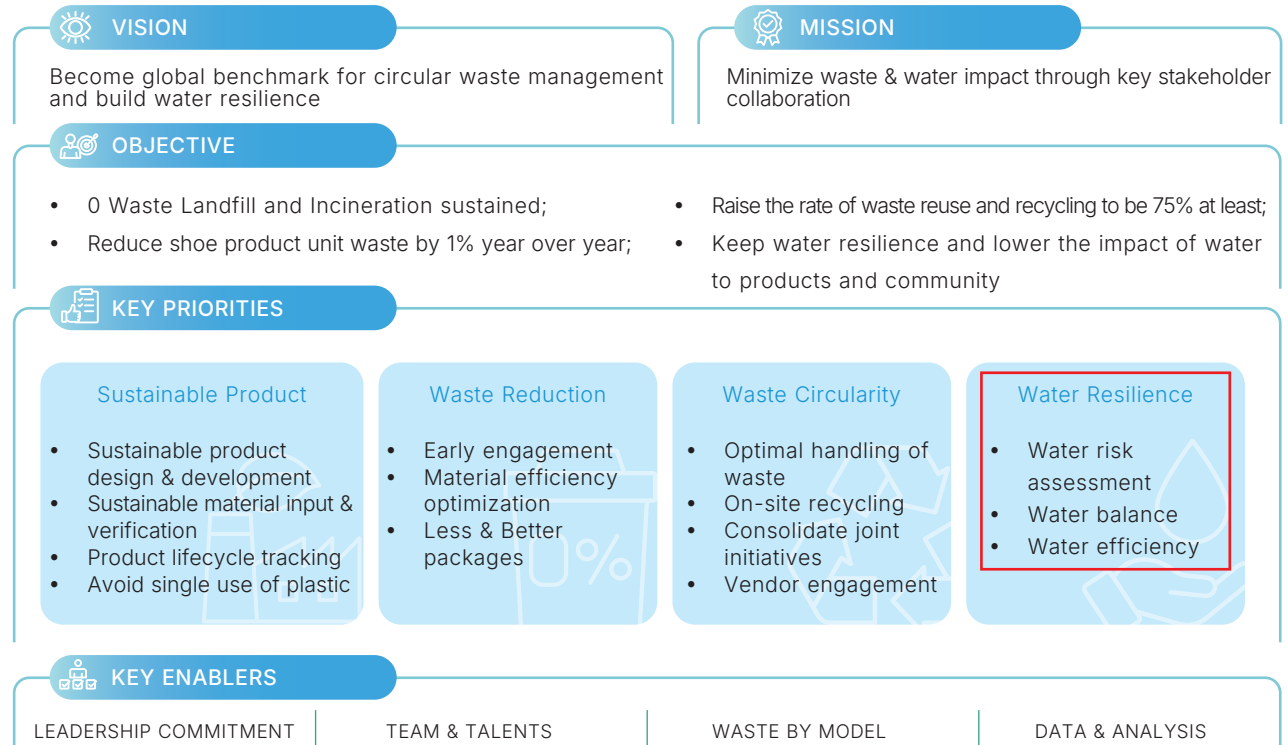 VISION
Become global benchmark for circular waste management
and build water resilience
MISSION
Minimize waste & water impact through key stakeholder
collaboration
OBJECTIVE
• 0 Waste Landfill and Incineration sustained;
• Reduce shoe product unit waste by 1% year over year;
• Raise the rate of waste reuse and recycling to be 75% at least;
• Keep water resilience and lower the impact of water
to products and community
KEY PRIORITIES
Sustainable Product
• Sustainable product
design & development
• Sustainable material input &
verification
• Product lifecycle tracking
• Avoid single use of plastic
Waste Reduction
• Early engagement
• Material efficiency
optimization
• Less & Better
packages
0%
Waste Circularity
• Optimal handling of
waste
• On-site recycling
• Consolidate joint
initiatives
• Vendor engagement
Water Resilience
• Water risk
assessment
• Water balance
• Water efficiency
KEY ENABLERS
LEADERSHIP COMMITMENT
TEAM & TALENTS
WASTE BY MODEL
DATA & ANALYSIS